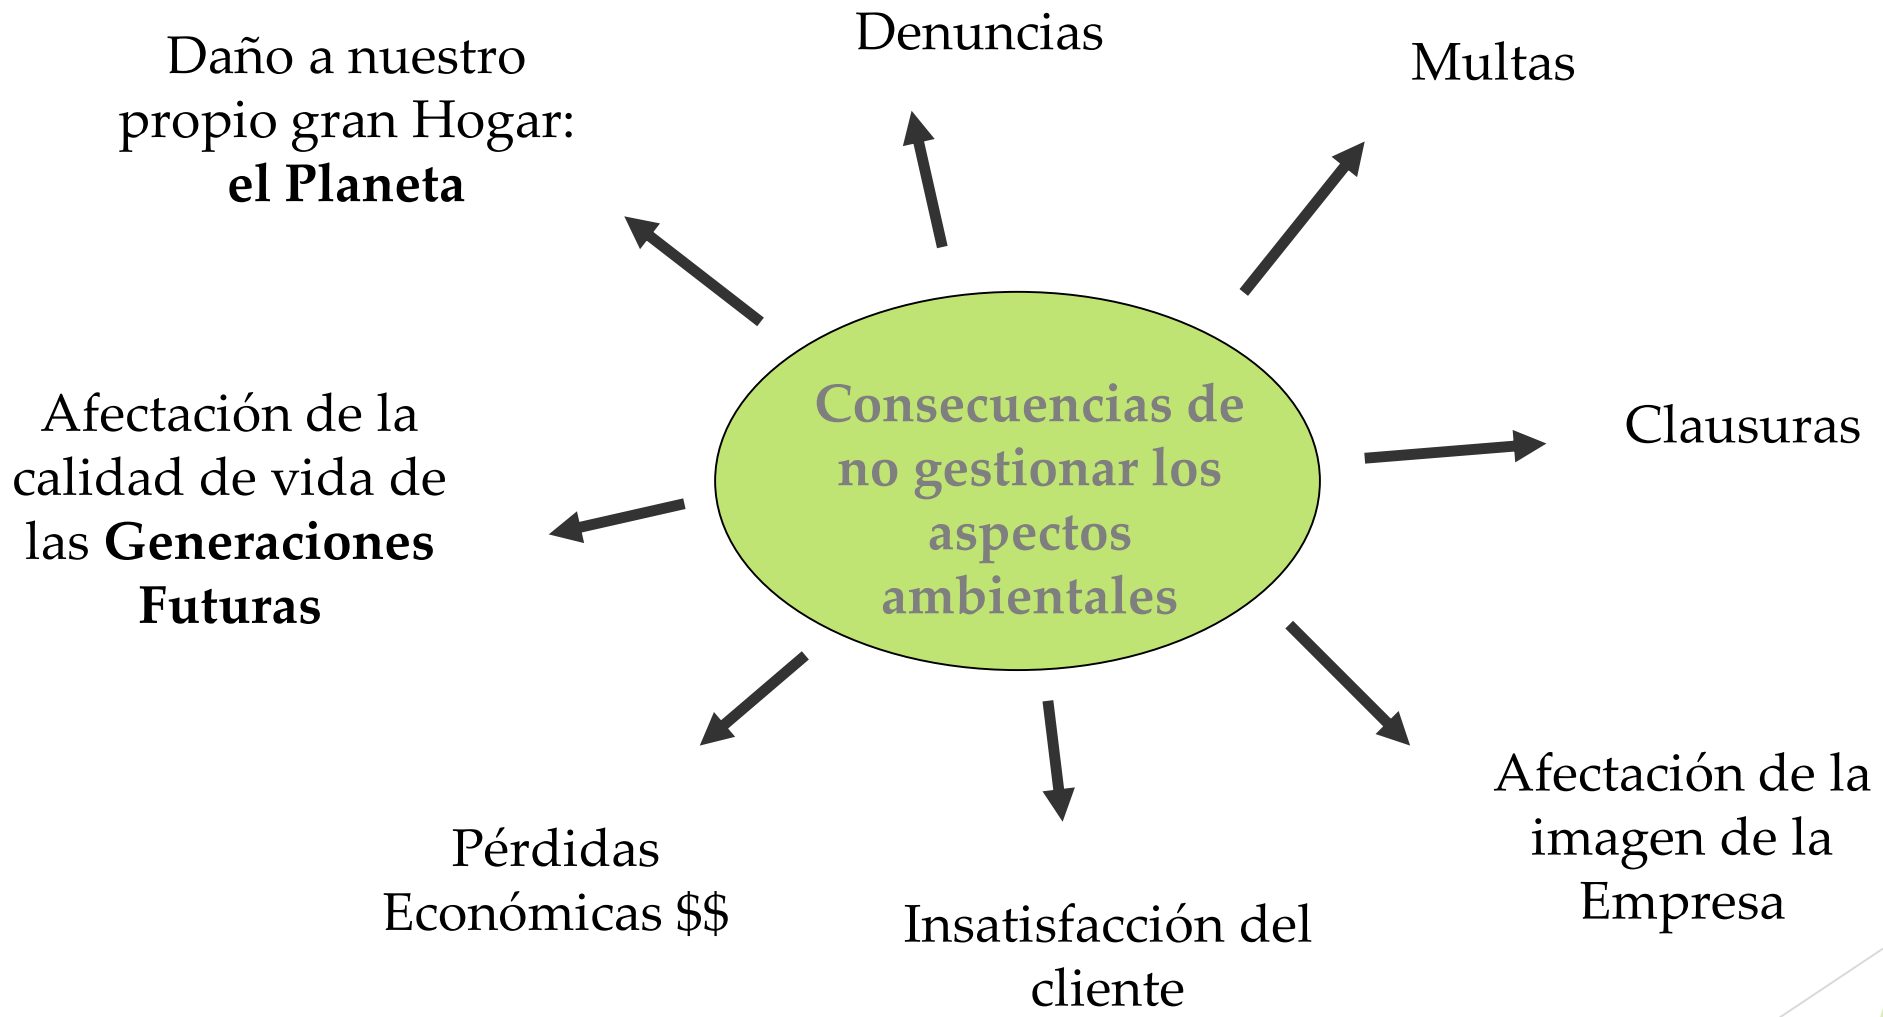 Denuncias
Multas
Daño a nuestro
propio gran Hogar:
el Planeta
Consecuencias de
no gestionar los
aspectos
ambientales
Clausuras
Afectación de la
calidad de vida de
las Generaciones
Futuras
Afectación de la
imagen de la
Empresa
Pérdidas
Económicas $$
Insatisfacción del
cliente